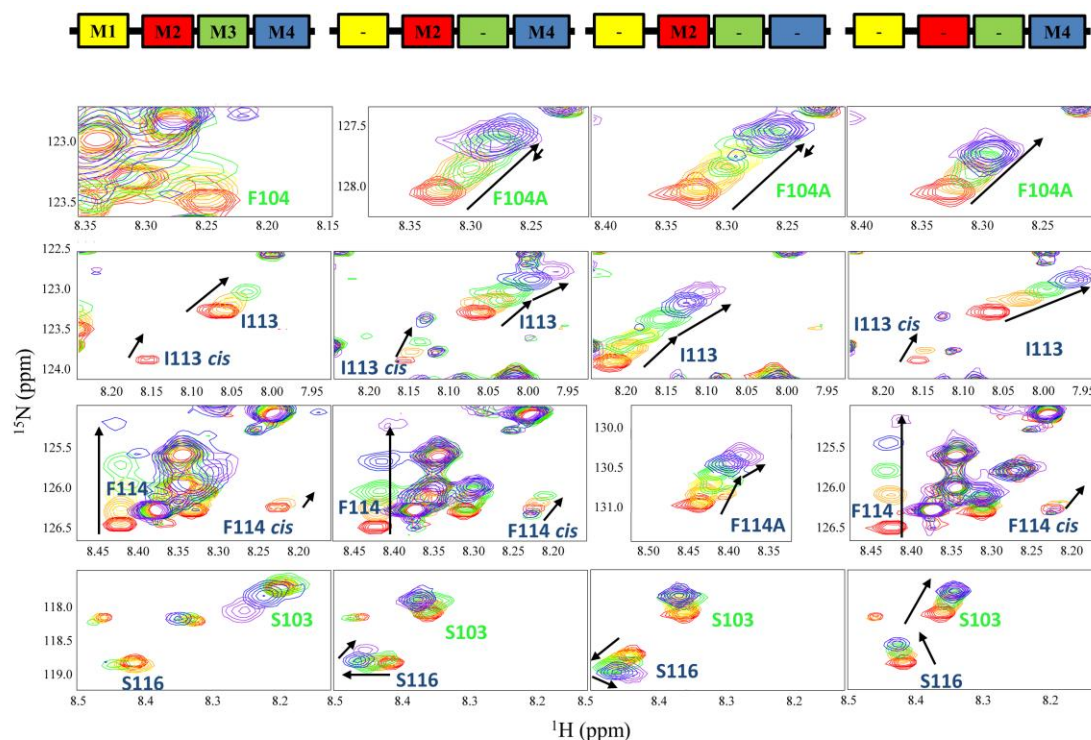 M1 M2 M3 M4 - M2 - M4 - M2 - - - - - M4
123.0
123.5
F104
8.30 8.25 8.20 8.15
127.5
128.0
F104A
8.35 8.30 8.25
F104A
8.40 8.35 8.30 8.25
F104A
8.40 8.35 8.30 8.25
122.5
123.0
123.5
124.0
I113
I113 cis
8.20 8.15 8.10 8.05 8.00 7.95
I113
I113 cis
8.20 8.15 8.10 8.05 8.00 7.95
I113
8.20 8.15 8.10 8.05 8.00 7.95
I113 cis
I113
8.20 8.15 8.10 8.05 8.00 7.95
15N (ppm)
125.5
126.0
126.5
F114
F114 cis
8.45 8.40 8.35 8.30 8.25 8.20
F114
F114 cis
8.40 8.35 8.30 8.25 8.20
130.0
130.5
131.0
F114A
8.50 8.45 8.40 8.35
125.5
126.0
126.5
F114
F114 cis
8.45 8.40 8.35 8.30 8.25 8.20
118.0
118.5
119.0
S103
S116
8.5 8.4 8.3 8.2
S103
S116
8.5 8.4 8.3 8.2
S103
S116
8.5 8.4 8.3 8.2
S103
S116
8.5 8.4 8.3 8.2
1H (ppm)